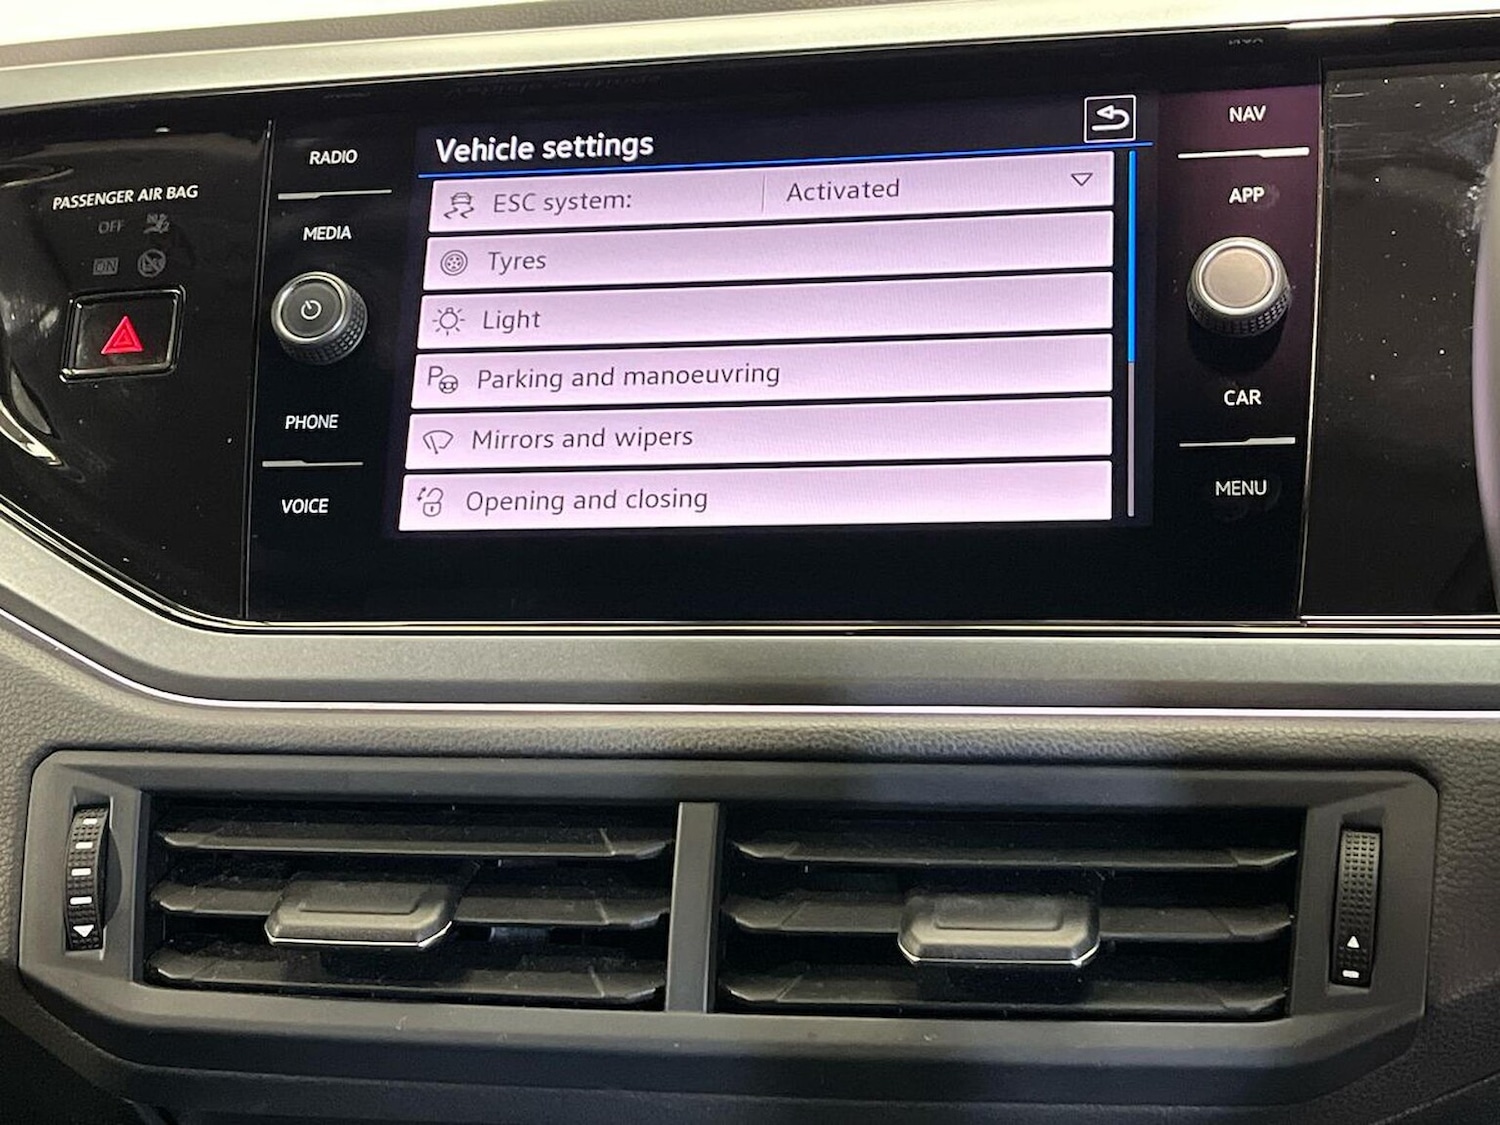 PASSENGER AIR BAG
OFF
ON
RADIO
MEDIA
PHONE
VOICE
Vehicle settings
ESC system: Activated
Tyres
Light
Parking and manoeuvring
Mirrors and wipers
Opening and closing
NAV
APP
CAR
MENU